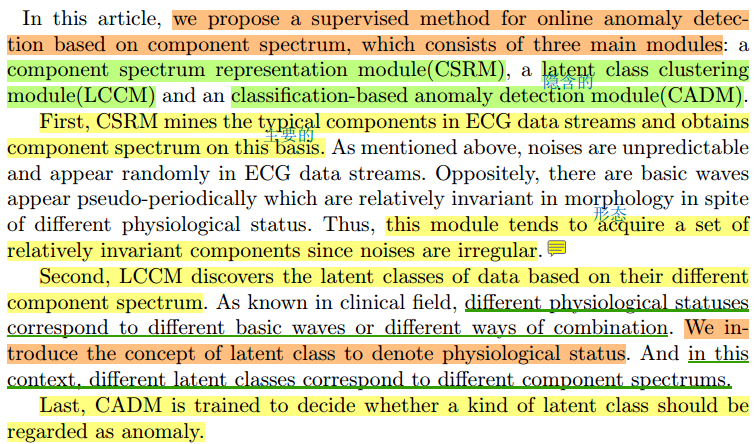 In this article, we propose a supervised method for online anomaly detec-
tion based on component spectrum, which consists of three main modules: a
component spectrum representation module(CSRM), a latent class clustering
隐含的
module(LCCM) and an classification-based anomaly detection module(CADM).
First, CSRM mines the typical components in ECG data streams and obtains
主要的
component spectrum on this basis. As mentioned above, noises are unpredictable
and appear randomly in ECG data streams. Oppositely, there are basic waves
appear pseudo-periodically which are relatively invariant in morphology in spite
形态
of different physiological status. Thus, this module tends to acquire a set of
relatively invariant components since noises are irregular.
Second, LCCM discovers the latent classes of data based on their different
component spectrum. As known in clinical field, different physiological statuses
correspond to different basic waves or different ways of combination. We in-
troduce the concept of latent class to denote physiological status. And in this
context, different latent classes correspond to different component spectrums.
Last, CADM is trained to decide whether a kind of latent class should be
regarded as anomaly.